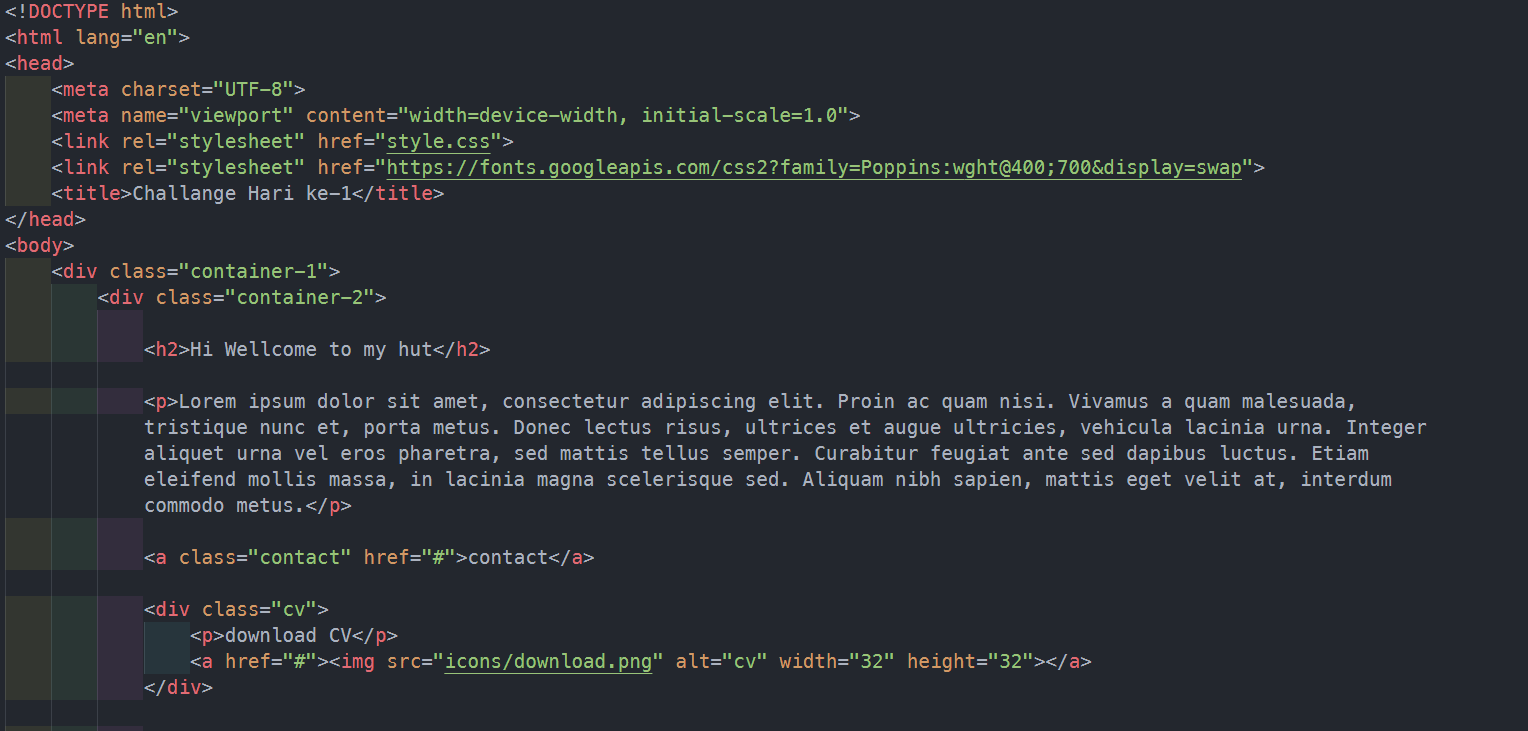 <!DOCTYPE html>
<html lang="en">
<head>
    <meta charset="UTF-8">
    <meta name="viewport" content="width=device-width, initial-scale=1.0">
    <link rel="stylesheet" href="style.css">
    <link rel="stylesheet" href="https://fonts.googleapis.com/css2?family=Poppins:wght@400;700&display=swap">
    <title>Challange Hari ke-1</title>
</head>
<body>
    <div class="container-1">
        <div class="container-2">
            <h2>Hi Wellcome to my hut</h2>
            <p>Lorem ipsum dolor sit amet, consectetur adipiscing elit. Proin ac quam nisi. Vivamus a quam malesuada,
            tristique nunc et, porta metus. Donec lectus risus, ultrices et augue ultricies, vehicula lacinia urna. Integer
            aliquet urna vel eros pharetra, sed mattis tellus semper. Curabitur feugiat ante sed dapibus luctus. Etiam
            eleifend mollis massa, in lacinia magna scelerisque sed. Aliquam nibh sapien, mattis eget velit at, interdum
            commodo metus.</p>
            <a class="contact" href="#">contact</a>
            <div class="cv">
                <p>download CV</p>
                <a href="#"><img src="icons/download.png" alt="cv" width="32" height="32"></a>
            </div>